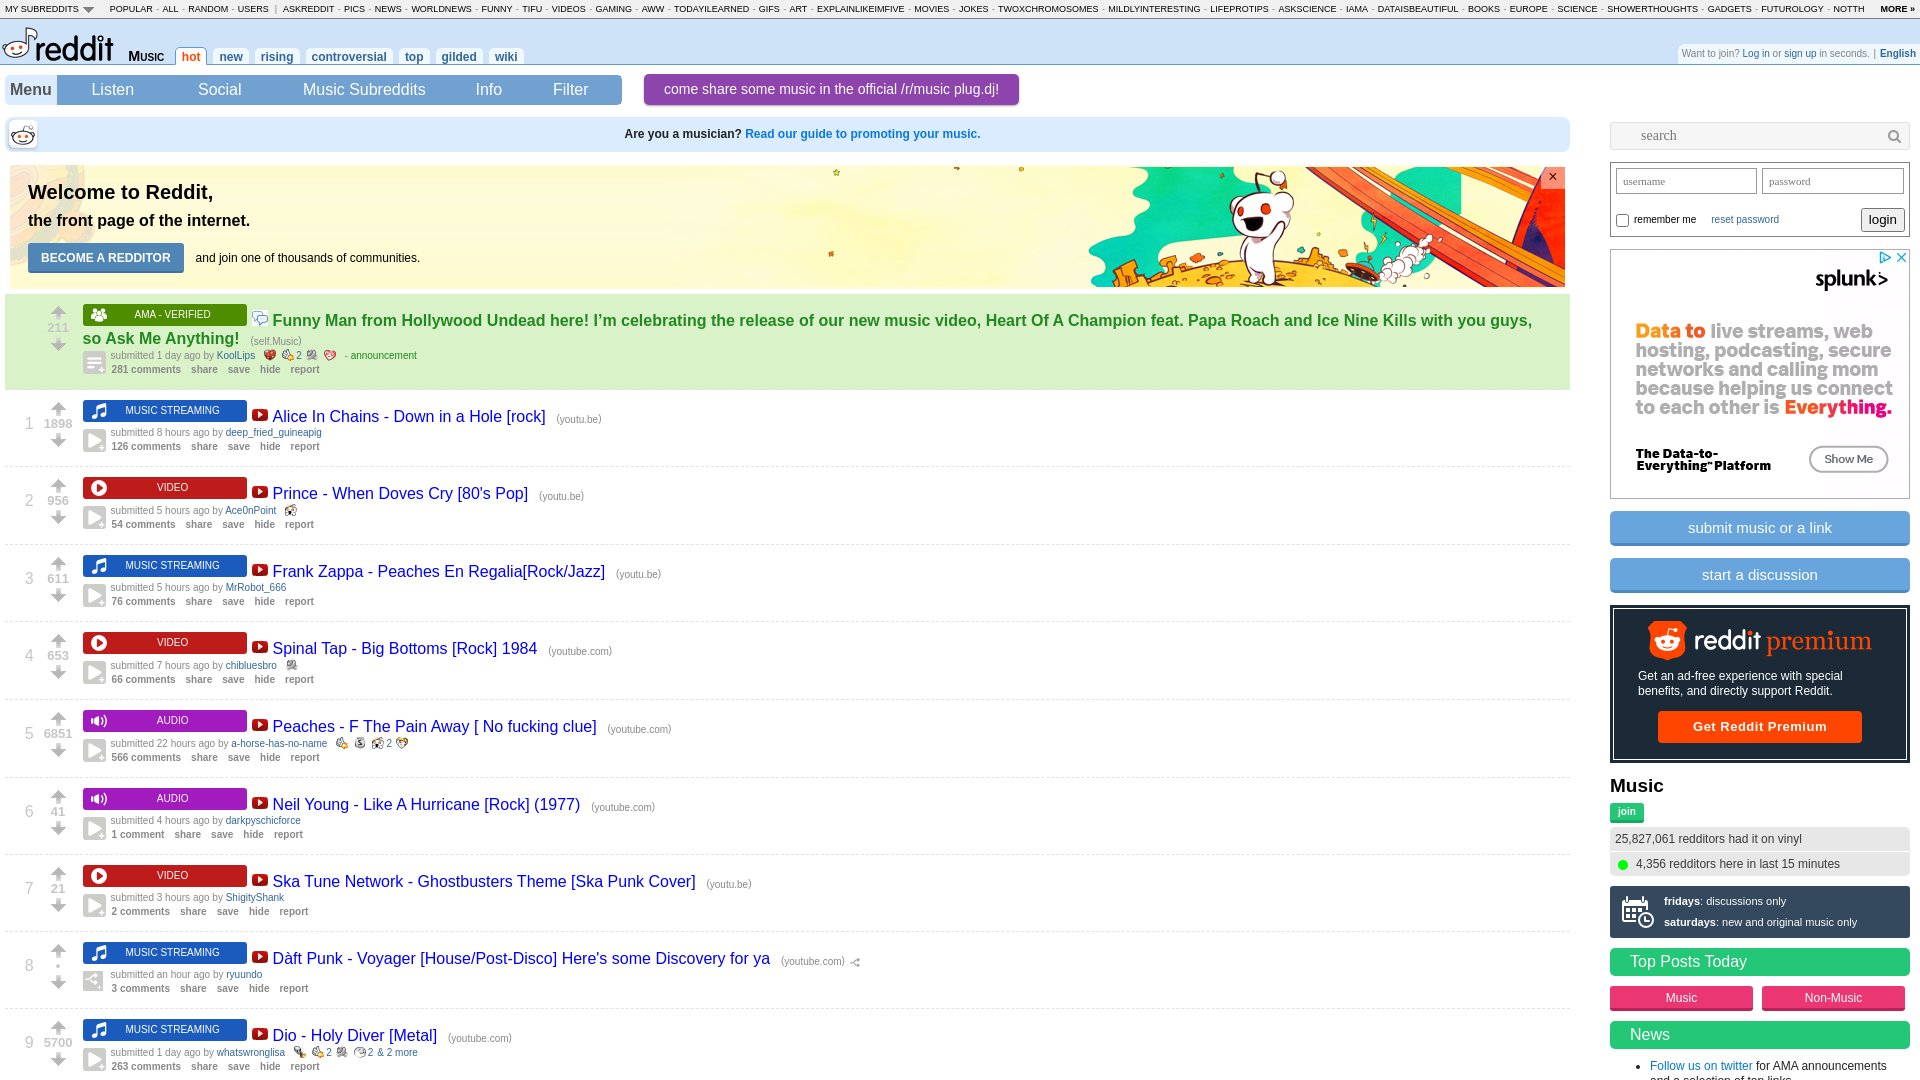 MY SUBREDDITS POPULAR - ALL - RANDOM - USERS | ASKREDDIT - PICS - NEWS - WORLDNEWS - FUNNY - TIFU - VIDEOS - GAMING - AWW - TODAYILEARNED - GIFS - ART - EXPLAINLIKEIMFIVE - MOVIES - JOKES - TWOXCHROMOSOMES - MILDLYINTERESTING - LIFEPROTIPS - ASKSCIENCE - IAMA - DATAISBEAUTIFUL - BOOKS - EUROPE - SCIENCE - SHOWERTHOUGHTS - GADGETS - FUTUROLOGY - NOTTH MORE »
reddit Music hot new rising controversial top gilded wiki
Want to join? Log in or sign up in seconds. | English
Menu Listen Social Music Subreddits Info Filter
come share some music in the official /r/music plug.dj!
Are you a musician? Read our guide to promoting your music.
Welcome to Reddit,
the front page of the internet.
BECOME A REDDITOR and join one of thousands of communities.
×
211
AMA - VERIFIED Funny Man from Hollywood Undead here! I’m celebrating the release of our new music video, Heart Of A Champion feat. Papa Roach and Ice Nine Kills with you guys,
so Ask Me Anything! (self.Music)
submitted 1 day ago by KoolLips 2 - announcement
281 comments share save hide report
1 1898
MUSIC STREAMING Alice In Chains - Down in a Hole [rock] (youtu.be)
submitted 8 hours ago by deep_fried_guineapig
126 comments share save hide report
2 956
VIDEO Prince - When Doves Cry [80's Pop] (youtu.be)
submitted 5 hours ago by Ace0nPoint
54 comments share save hide report
3 611
MUSIC STREAMING Frank Zappa - Peaches En Regalia[Rock/Jazz] (youtu.be)
submitted 5 hours ago by MrRobot_666
76 comments share save hide report
4 653
VIDEO Spinal Tap - Big Bottoms [Rock] 1984 (youtube.com)
submitted 7 hours ago by chibluesbro
66 comments share save hide report
5 6851
AUDIO Peaches - F The Pain Away [ No fucking clue] (youtube.com)
submitted 22 hours ago by a-horse-has-no-name 2
566 comments share save hide report
6 41
AUDIO Neil Young - Like A Hurricane [Rock] (1977) (youtube.com)
submitted 4 hours ago by darkpyschicforce
1 comment share save hide report
7 21
VIDEO Ska Tune Network - Ghostbusters Theme [Ska Punk Cover] (youtu.be)
submitted 3 hours ago by ShigityShank
2 comments share save hide report
8 •
MUSIC STREAMING Dàft Punk - Voyager [House/Post-Disco] Here's some Discovery for ya (youtube.com)
submitted an hour ago by ryuundo
3 comments share save hide report
9 5700
MUSIC STREAMING Dio - Holy Diver [Metal] (youtube.com)
submitted 1 day ago by whatswronglisa 2 2 & 2 more
263 comments share save hide report
search
username password
remember me reset password login
splunk>
Data to live streams, web
hosting, podcasting, secure
networks and calling mom
because helping us connect
to each other is Everything.
The Data-to-
Everything™ Platform
Show Me
submit music or a link
start a discussion
reddit premium
Get an ad-free experience with special
benefits, and directly support Reddit.
Get Reddit Premium
Music
join
25,827,061 redditors had it on vinyl
4,356 redditors here in last 15 minutes
fridays: discussions only
saturdays: new and original music only
Top Posts Today
Music Non-Music
News
• Follow us on twitter for AMA announcements
and a selection of top links